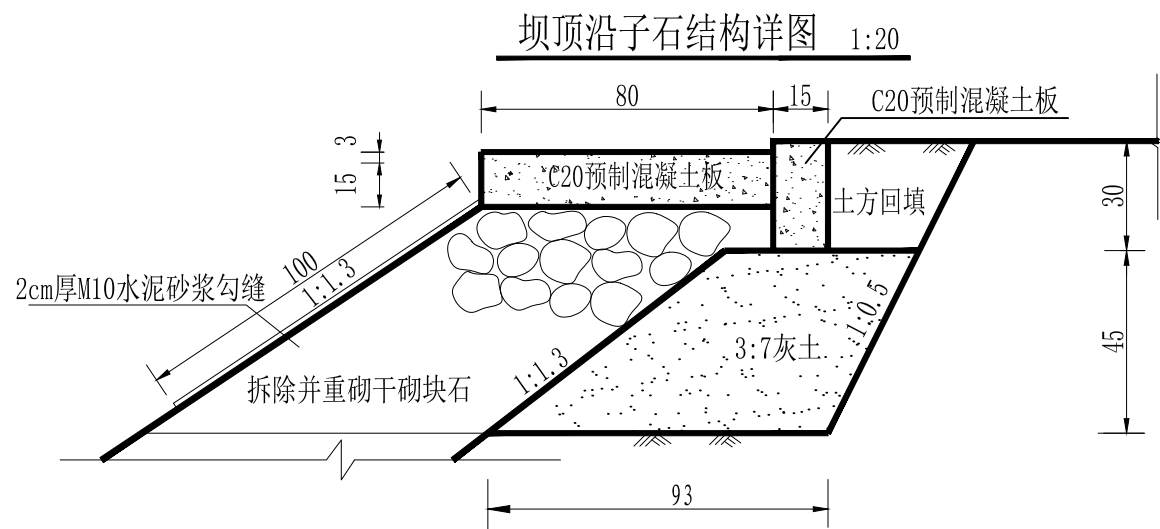 坝顶沿子石结构详图 1:20
80
15
C20预制混凝土板
3
15
C20预制混凝土板
土方回填
30
100
1:1.3
2cm厚M10水泥砂浆勾缝
1:0.5
45
3:7灰土
1:1.3
拆除并重砌干砌块石
93